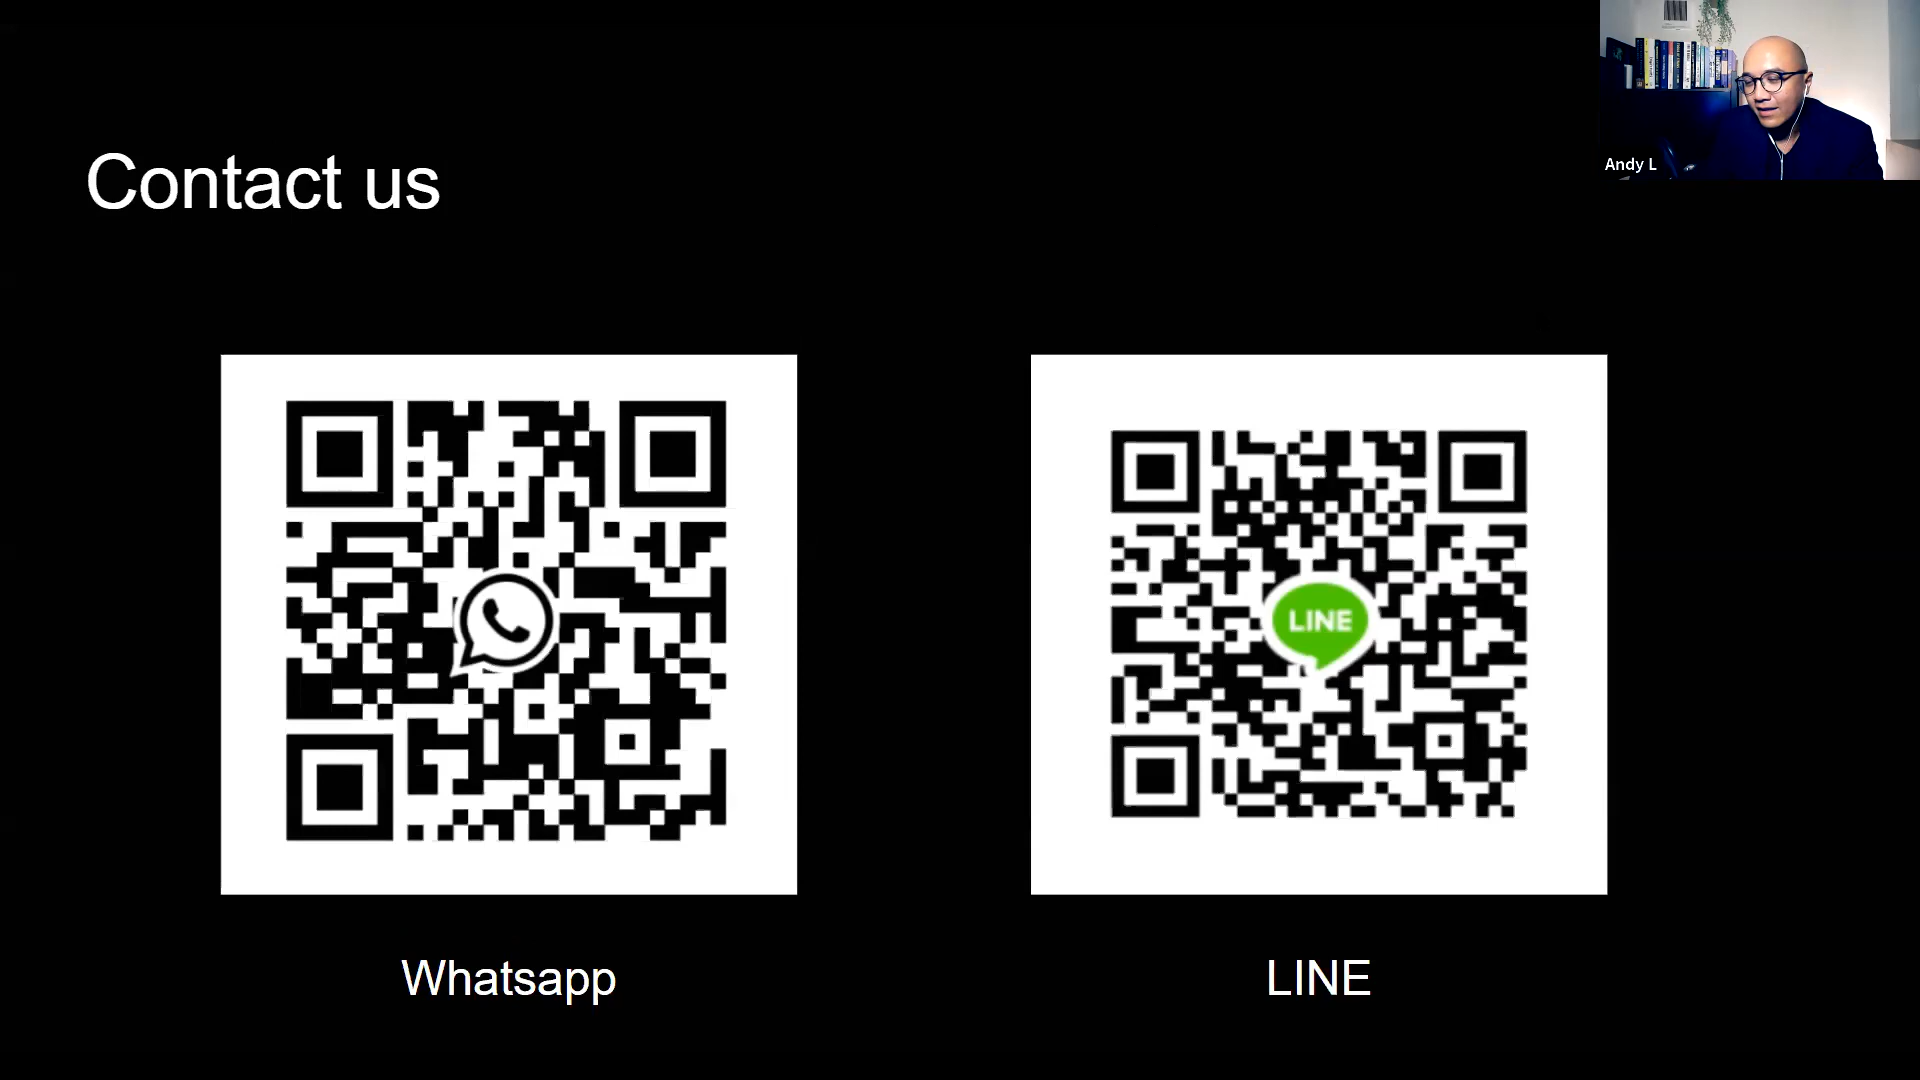 Contact us
Andy L
LINE
Whatsapp
LINE